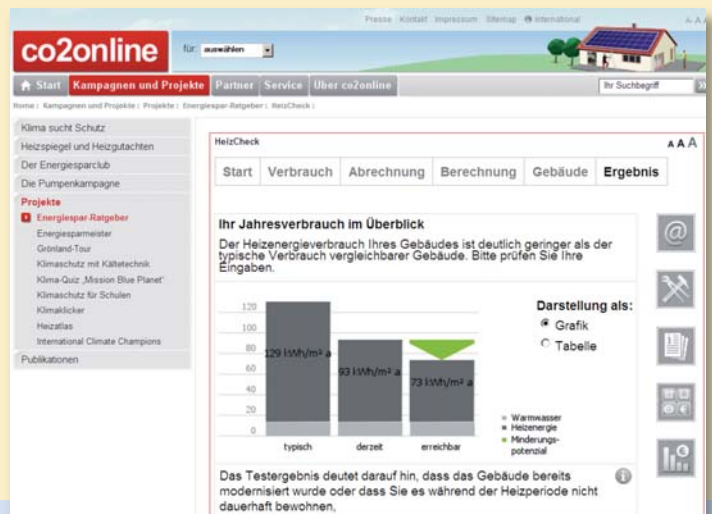 Presse Kontakt Impressum Sitemap International A A A
co2online
für: auswählen
Start Kampagnen und Projekte Partner Service Über co2online
Ihr Suchbegriff
Home : Kampagnen und Projekte : Projekte : Energiespar-Ratgeber : HeizCheck :
Klima sucht Schutz
Heizspiegel und Heizgutachten
Der Energiesparclub
Die Pumpenkampagne
Projekte
Energiespar-Ratgeber
Energiesparmeister
Grönland-Tour
Klimaschutz mit Kältetechnik
Klima-Quiz „Mission Blue Planet"
Klimaschutz für Schulen
Klimaklicker
Heizatlas
International Climate Champions
Publikationen
HeizCheck
A A A
Start Verbrauch Abrechnung Berechnung Gebäude Ergebnis
Ihr Jahresverbrauch im Überblick
Der Heizenergieverbrauch Ihres Gebäudes ist deutlich geringer als der
typische Verbrauch vergleichbarer Gebäude. Bitte prüfen Sie Ihre
Eingaben.
120
100
80
60
40
20
0
129 kWh/m² a
93 kWh/m² a
73 kWh/m² a
typisch derzeit erreichbar
Darstellung als:
Grafik
Tabelle
Warmwasser
Heizenergie
Minderungs-
potenzial
Das Testergebnis deutet darauf hin, dass das Gebäude bereits
modernisiert wurde oder dass Sie es während der Heizperiode nicht
dauerhaft bewohnen,